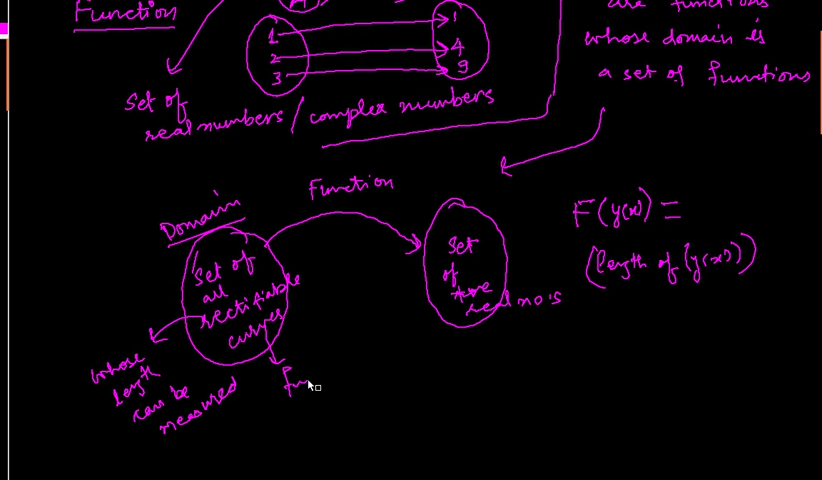 Function
1
2
3
1
4
9
are functions
whose domain is
a set of functions
Set of
real numbers / complex numbers
Function
Domain
Set of
all
rectifiable
curves
Set
of
+ve
real no's
F(y(x)) =
(length of (y(x)))
whose
length
can be
measured